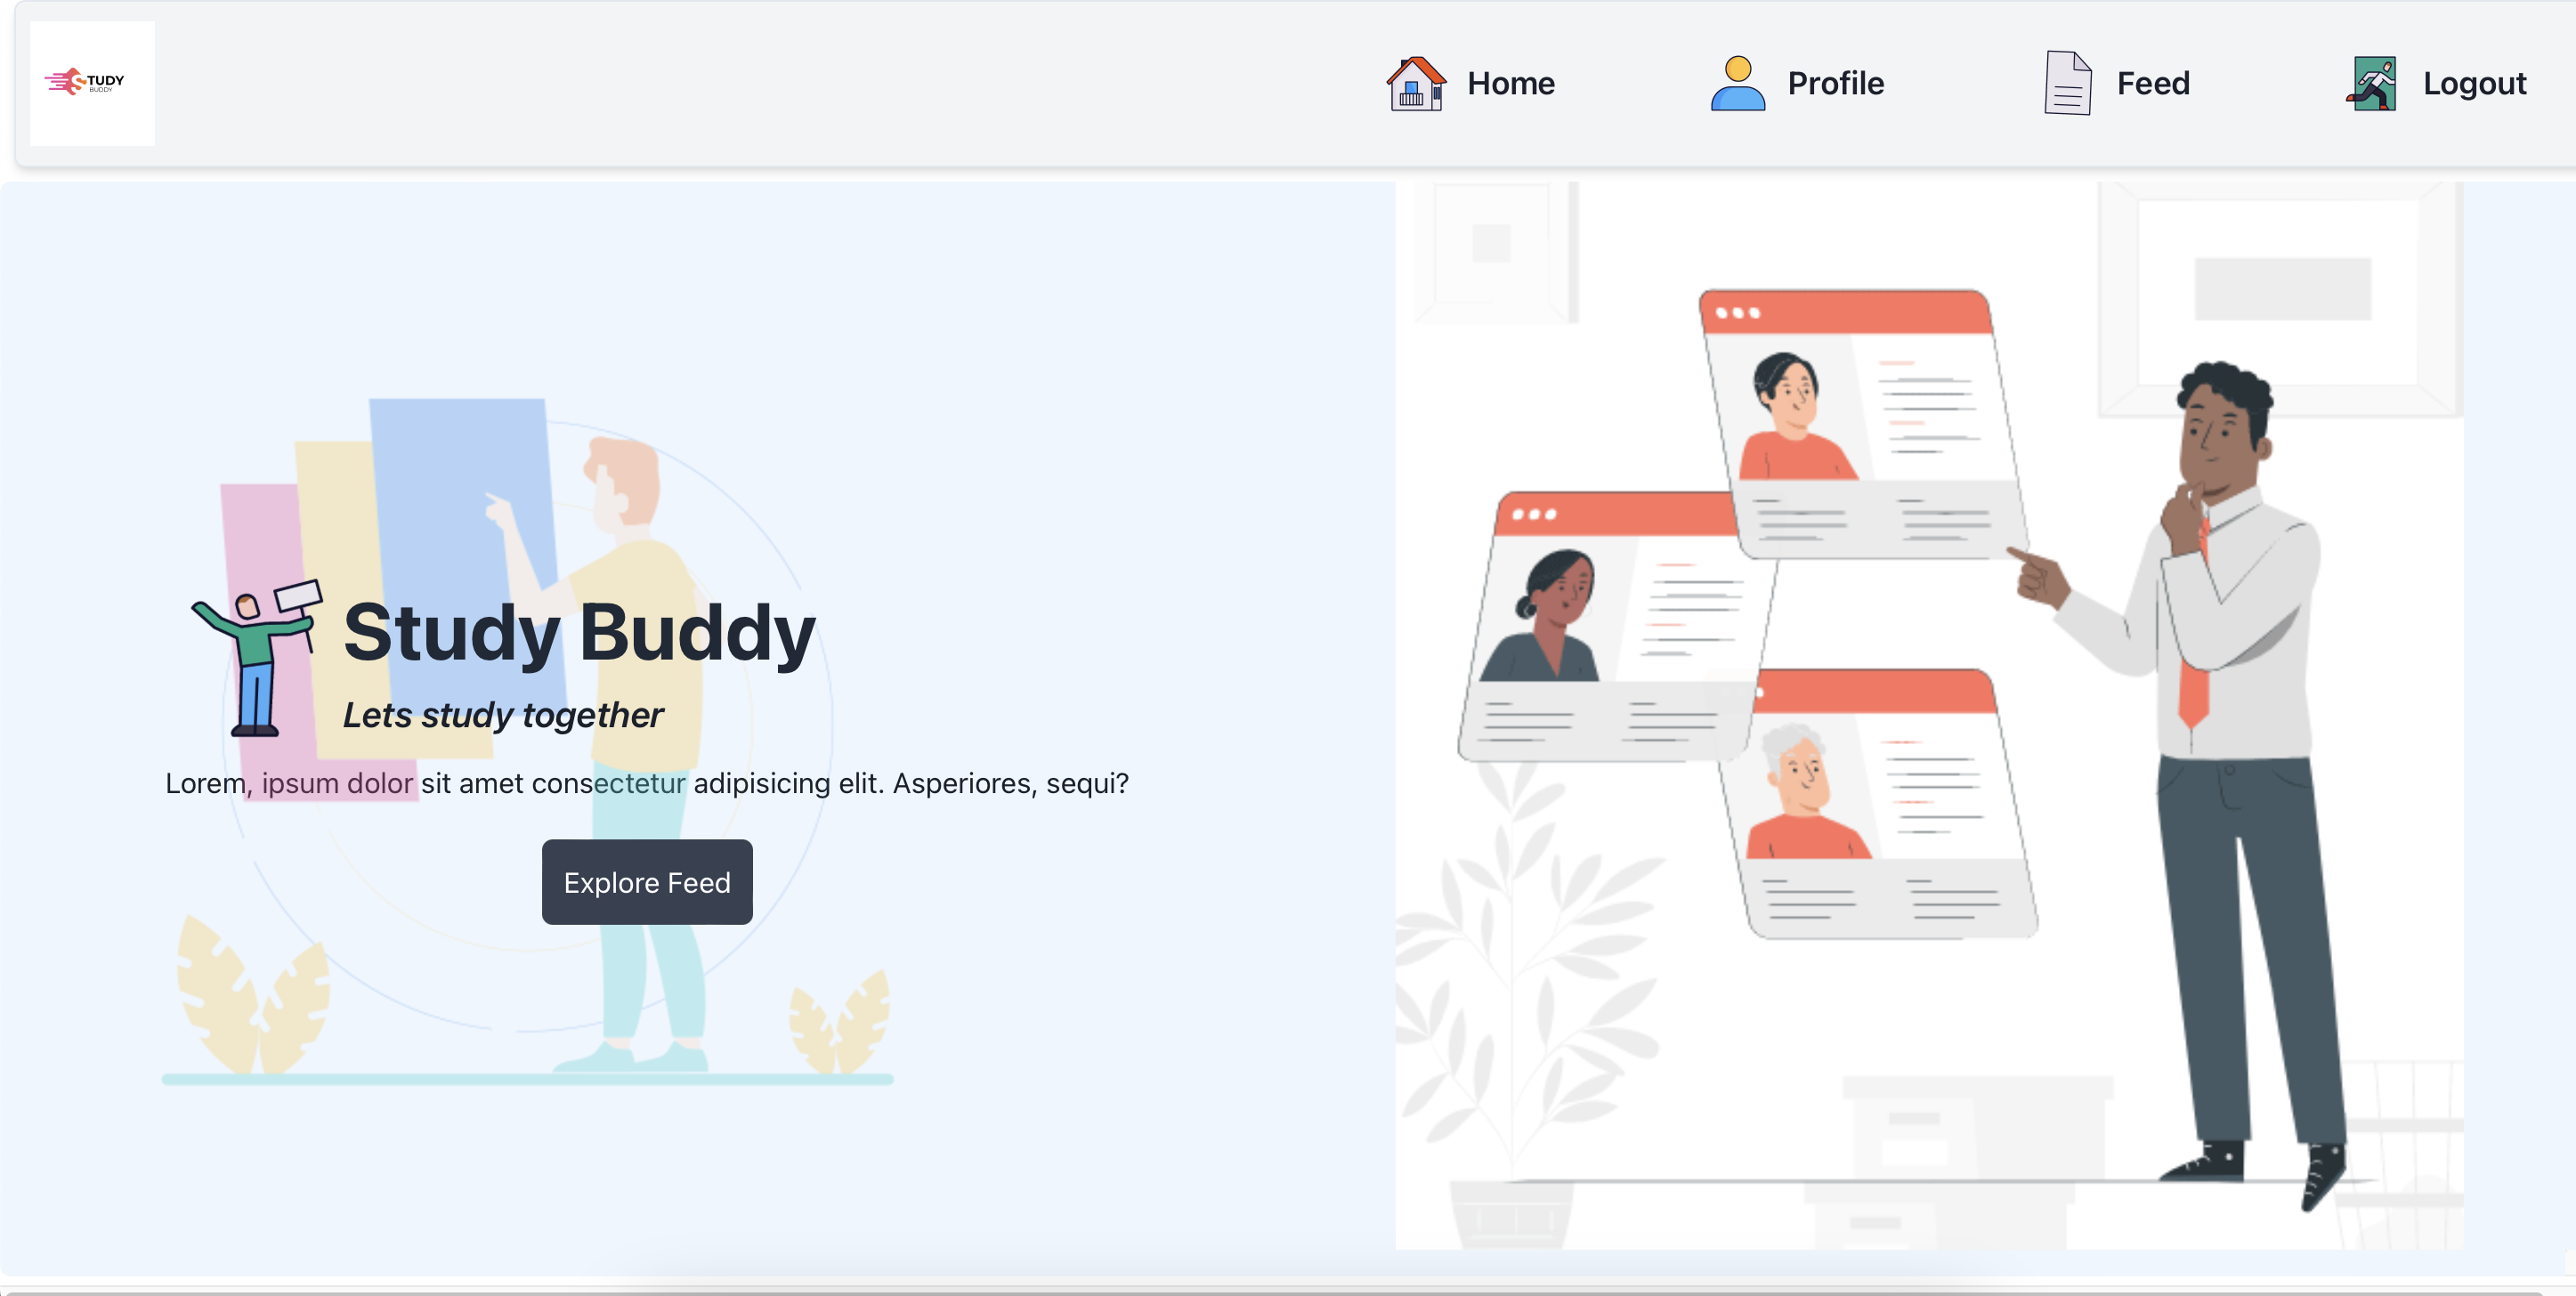 STUDY
BUDDY
Home
Profile
Feed
Logout
Study Buddy
Lets study together
Lorem, ipsum dolor sit amet consectetur adipisicing elit. Asperiores, sequi?
Explore Feed